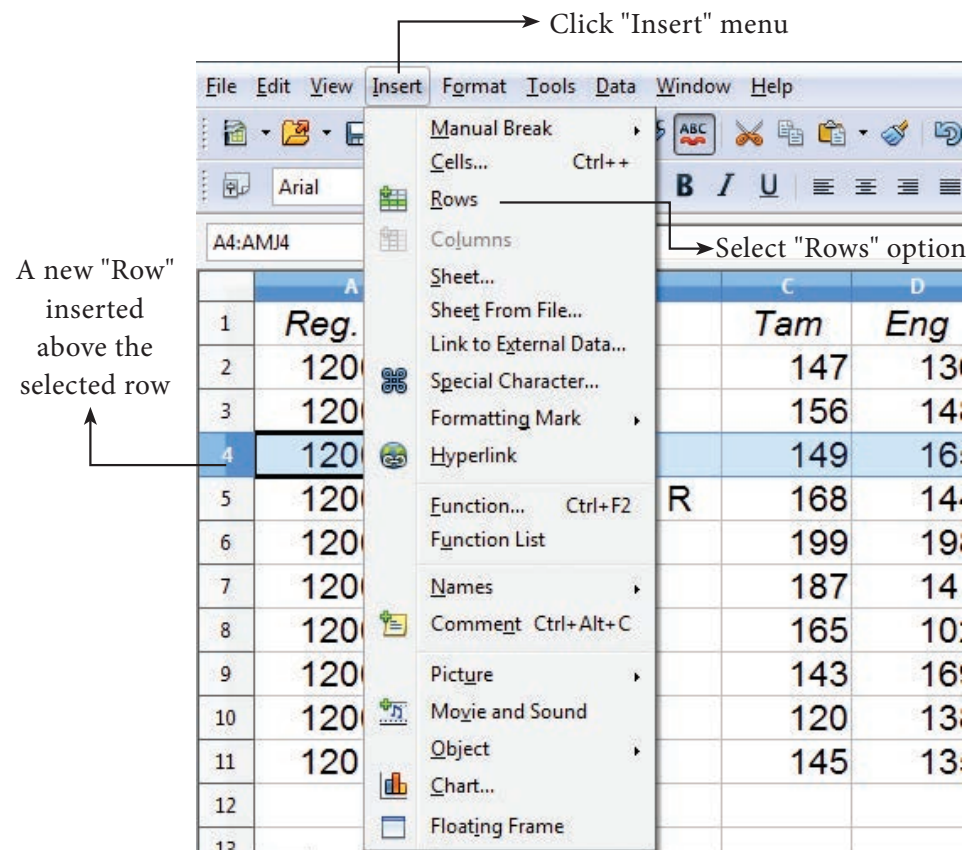 Click "Insert" menu
File Edit View Insert Format Tools Data Window Help
Manual Break
ABC
Cells... Ctrl++
Arial
Rows
B I U
A4:AMJ4
Columns
Select "Rows" option
A new "Row"
inserted
above the
selected row
Sheet...
Sheet From File...
Link to External Data...
Special Character...
Formatting Mark
Hyperlink
Function... Ctrl+F2
Function List
Names
Comment Ctrl+Alt+C
Picture
Movie and Sound
Object
Chart...
Floating Frame
A C D
1 Reg. Tam Eng
2 147
3 156
4 149
5 R 168
6 199
7 187
8 165
9 143
10 120
11 120 145
12
13